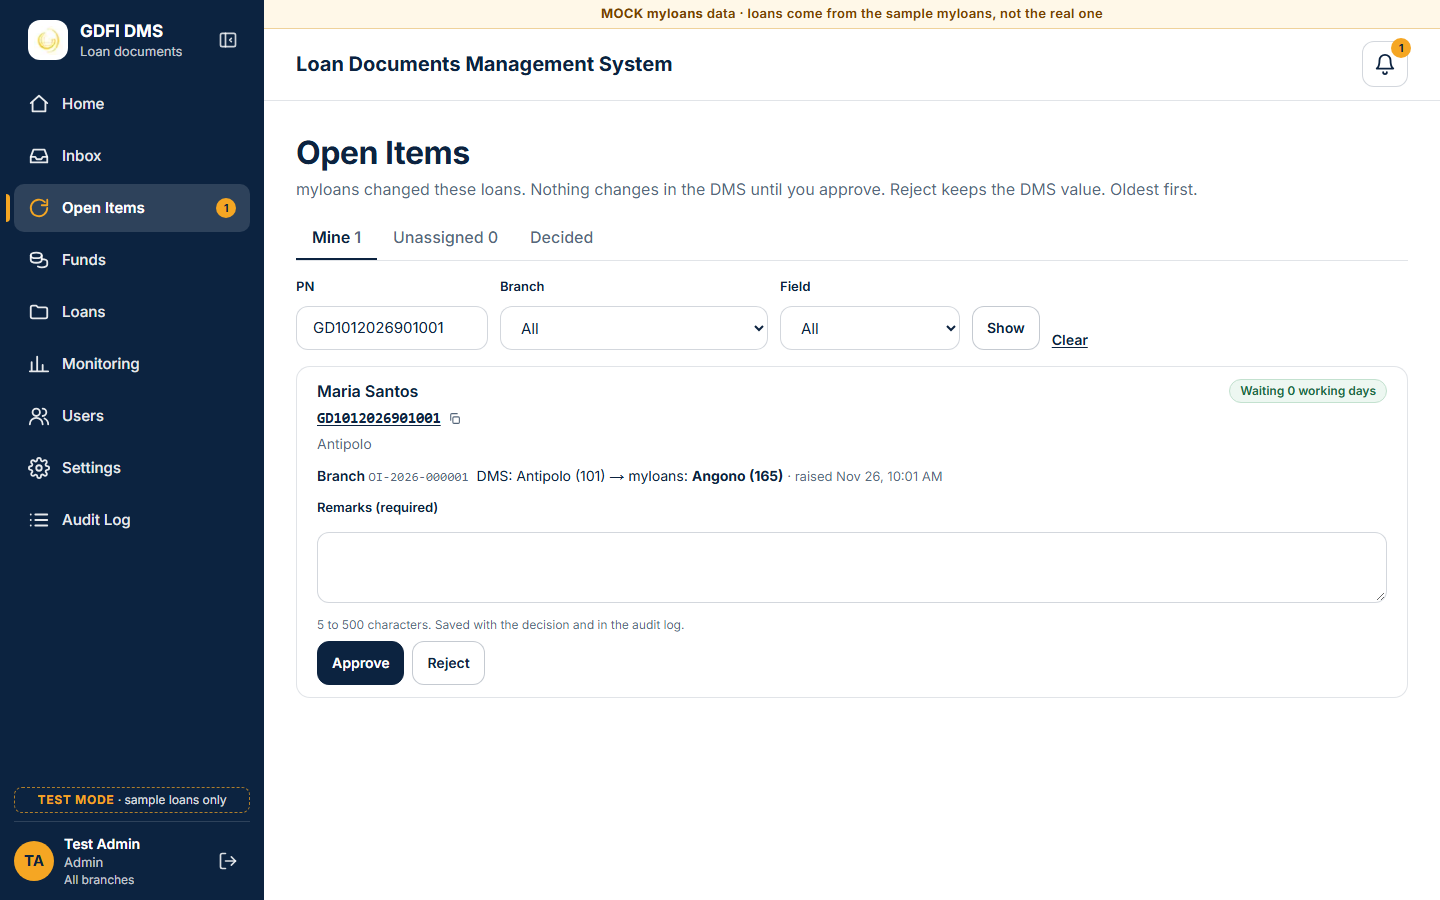 MOCK myloans data · loans come from the sample myloans, not the real one
GDFI DMS
Loan documents
Home
Inbox
Open Items 1
Funds
Loans
Monitoring
Users
Settings
Audit Log
TEST MODE · sample loans only
TA
Test Admin
Admin
All branches
Loan Documents Management System
1
Open Items
myloans changed these loans. Nothing changes in the DMS until you approve. Reject keeps the DMS value. Oldest first.
Mine 1 Unassigned 0 Decided
PN Branch Field
GD1012026901001 All All Show Clear
Maria Santos Waiting 0 working days
GD1012026901001
Antipolo
Branch OI-2026-000001 DMS: Antipolo (101) → myloans: Angono (165) · raised Nov 26, 10:01 AM
Remarks (required)
5 to 500 characters. Saved with the decision and in the audit log.
Approve Reject